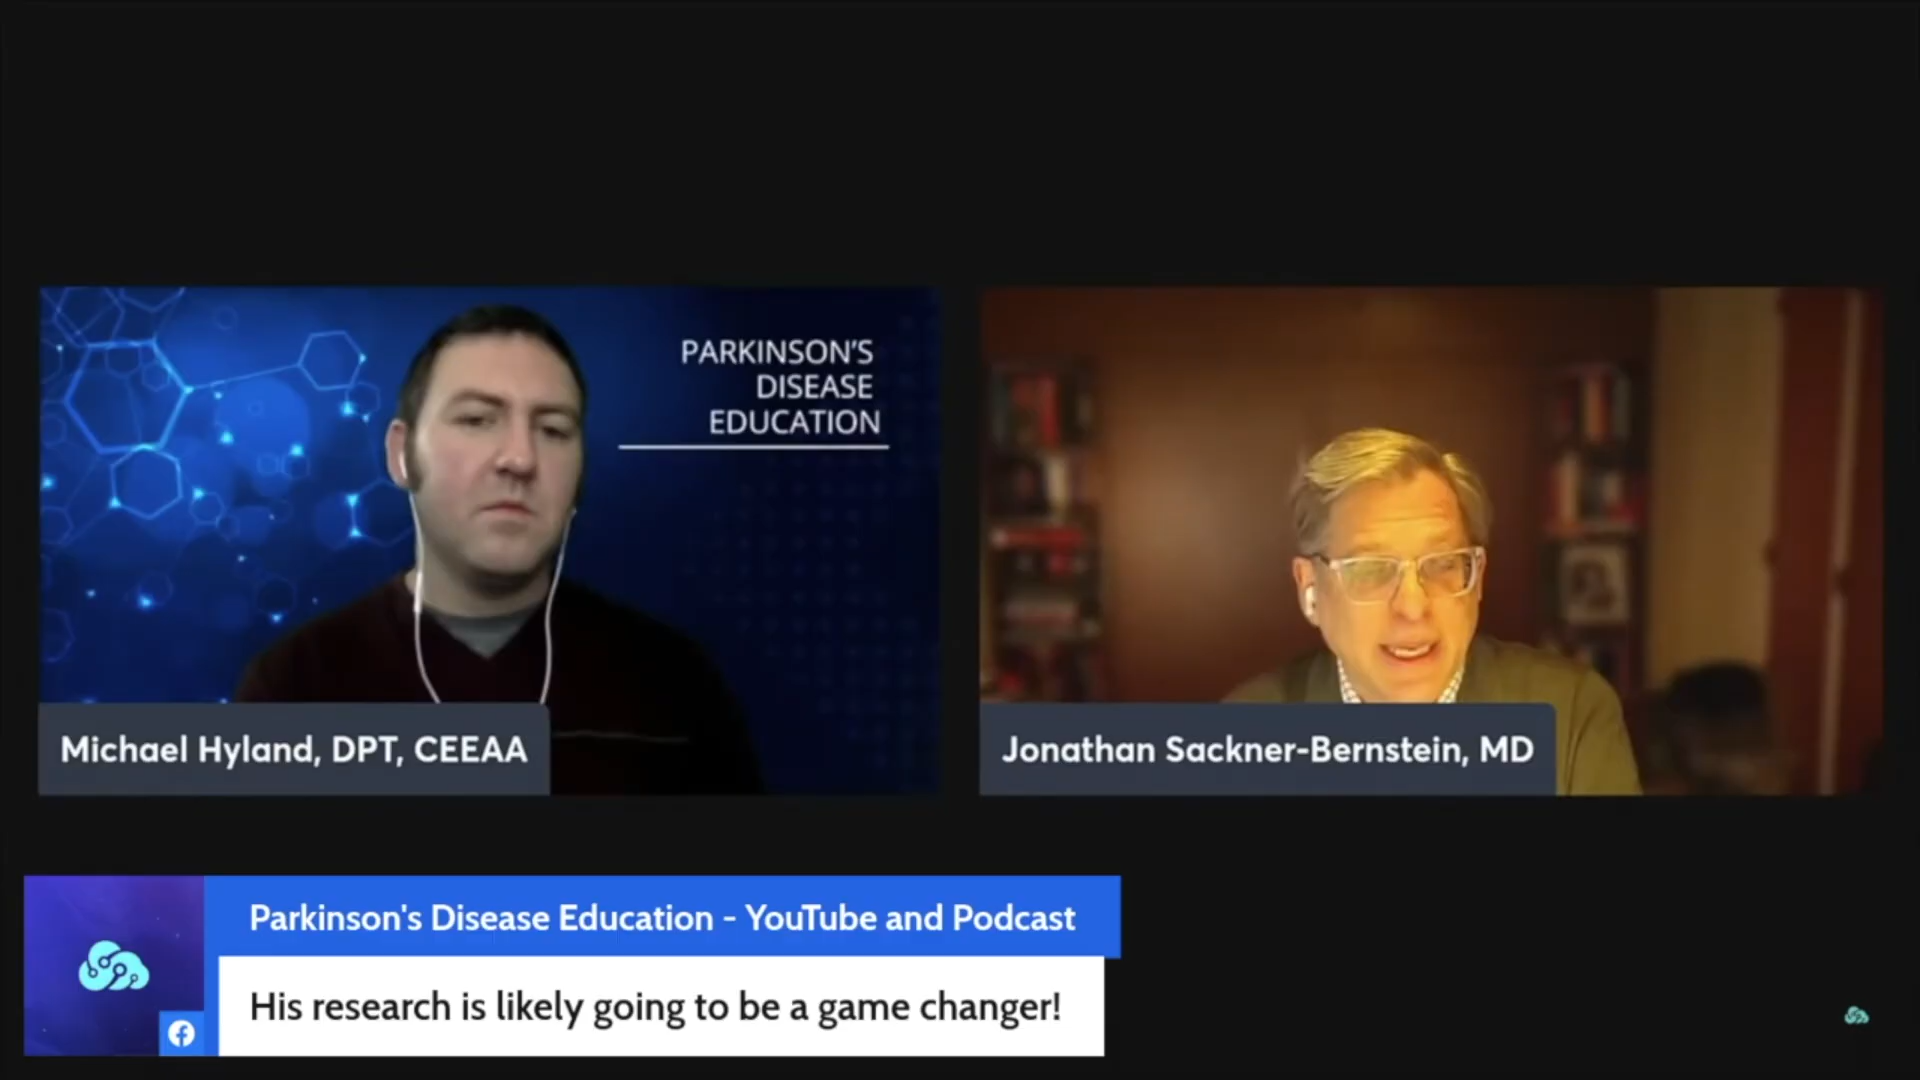 PARKINSON'S
DISEASE
EDUCATION
Michael Hyland, DPT, CEEAA
Jonathan Sackner-Bernstein, MD
Parkinson's Disease Education - YouTube and Podcast
His research is likely going to be a game changer!